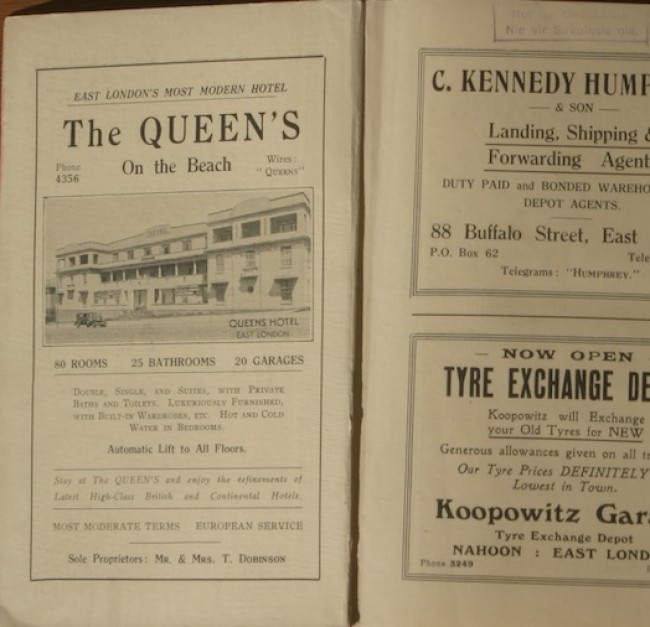 EAST LONDON'S MOST MODERN HOTEL
The QUEEN'S
Phone 4356
On the Beach
Wires: "QUEENS"
HOTEL
QUEENS HOTEL
EAST LONDON
80 ROOMS 25 BATHROOMS 20 GARAGES
DOUBLE, SINGLE, AND SUITES, WITH PRIVATE
BATHS AND TOILETS. LUXURIOUSLY FURNISHED,
WITH BUILT-IN WARDROBES, ETC. HOT AND COLD
WATER IN BEDROOMS.
Automatic Lift to All Floors.
Stay at The QUEEN'S and enjoy the refinements of
Latest High-Class British and Continental Hotels.
MOST MODERATE TERMS EUROPEAN SERVICE
Sole Proprietors: MR. & MRS. T. DOBINSON
Nie vir Sirkulasie nie.
C. KENNEDY HUMP
& SON
Landing, Shipping &
Forwarding Agent
DUTY PAID and BONDED WAREHO
DEPOT AGENTS.
88 Buffalo Street, East
P.O. Box 62 Tele
Telegrams: "HUMPHREY."
NOW OPEN
TYRE EXCHANGE DE
Koopowitz will Exchange
your Old Tyres for NEW
Generous allowances given on all t
Our Tyre Prices DEFINITELY
Lowest in Town.
Koopowitz Gar
Tyre Exchange Depot
NAHOON : EAST LOND
Phone 3249